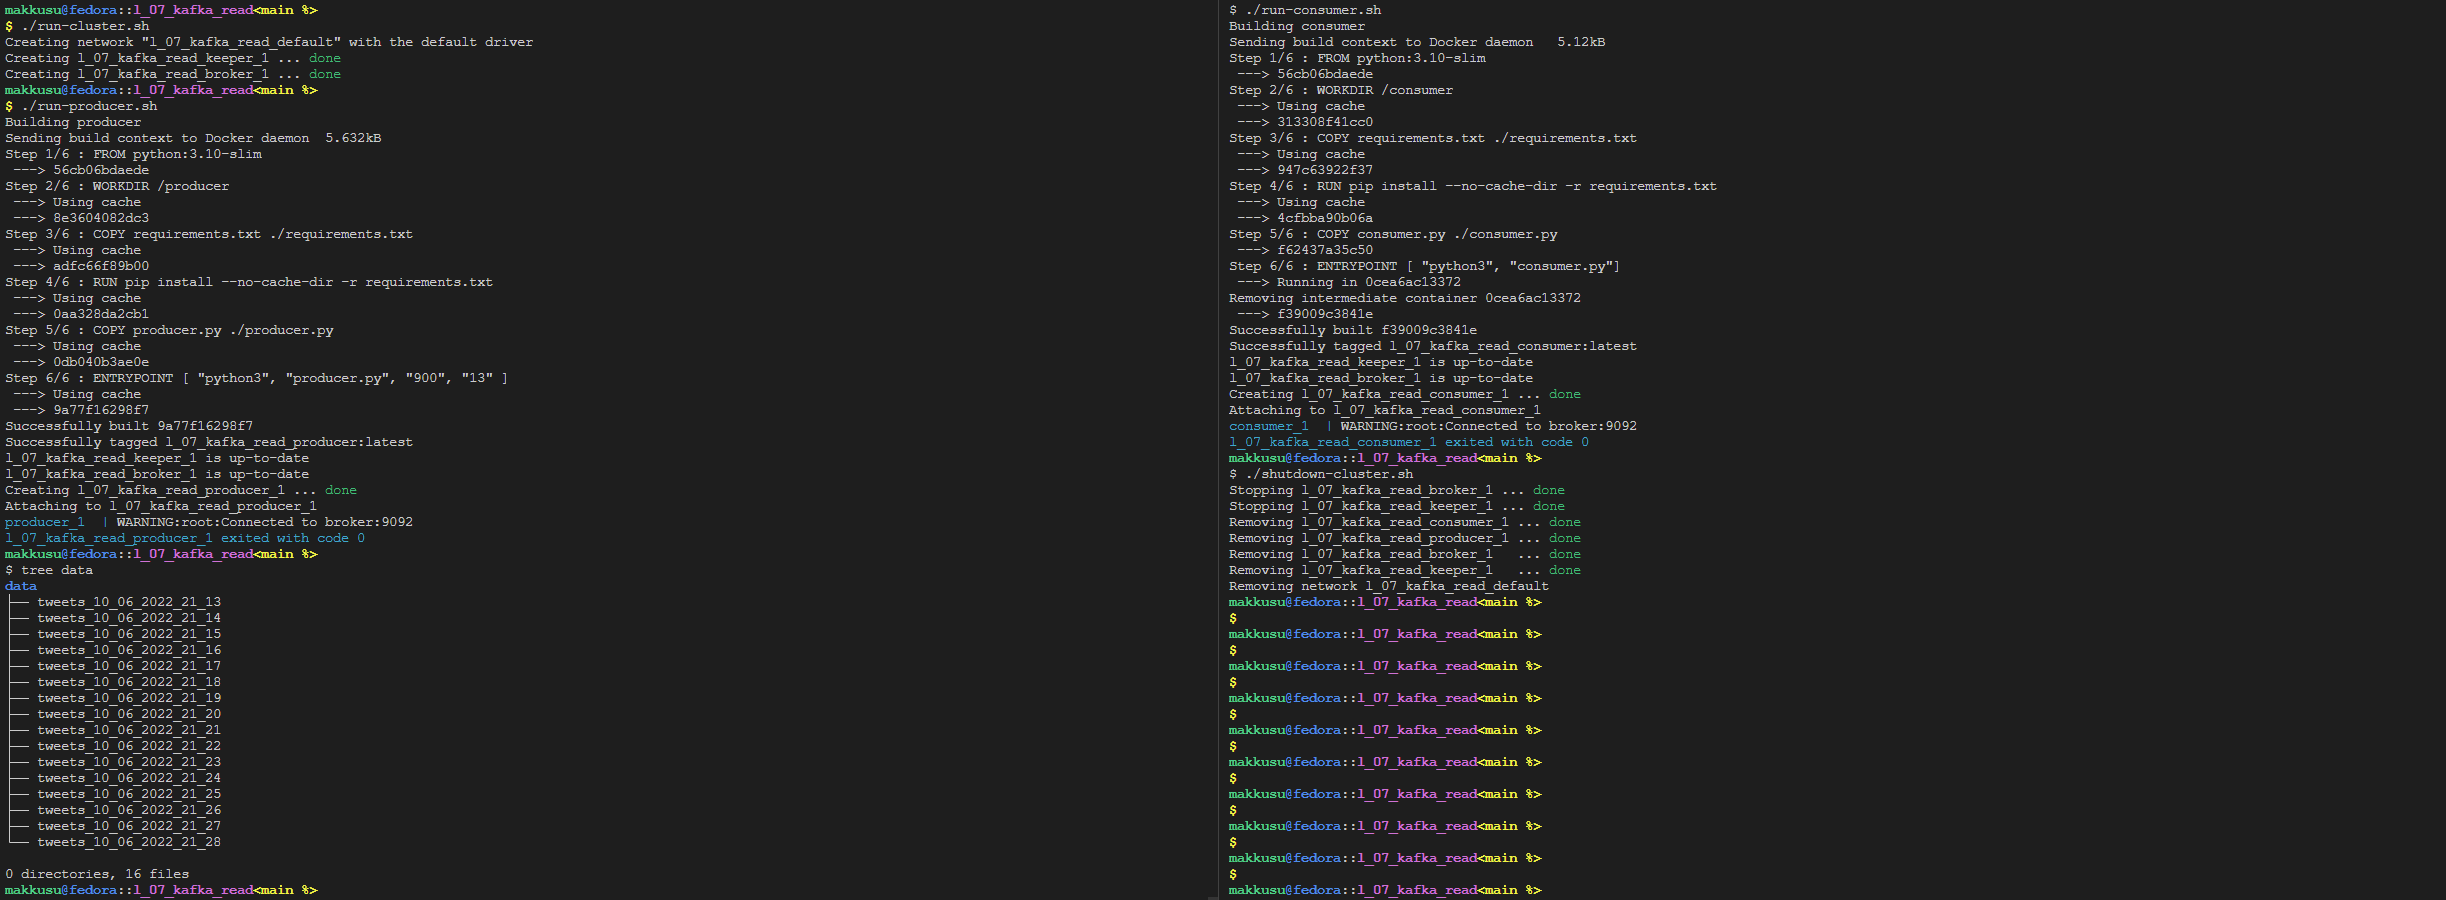 makkusu@fedora::l_07_kafka_read<main %>
$ ./run-cluster.sh
Creating network "l_07_kafka_read_default" with the default driver
Creating l_07_kafka_read_keeper_1 ... done
Creating l_07_kafka_read_broker_1 ... done
makkusu@fedora::l_07_kafka_read<main %>
$ ./run-producer.sh
Building producer
Sending build context to Docker daemon  5.632kB
Step 1/6 : FROM python:3.10-slim
 ---> 56cb06bdaede
Step 2/6 : WORKDIR /producer
 ---> Using cache
 ---> 8e3604082dc3
Step 3/6 : COPY requirements.txt ./requirements.txt
 ---> Using cache
 ---> adfc66f89b00
Step 4/6 : RUN pip install --no-cache-dir -r requirements.txt
 ---> Using cache
 ---> 0aa328da2cb1
Step 5/6 : COPY producer.py ./producer.py
 ---> Using cache
 ---> 0db040b3ae0e
Step 6/6 : ENTRYPOINT [ "python3", "producer.py", "900", "13" ]
 ---> Using cache
 ---> 9a77f16298f7
Successfully built 9a77f16298f7
Successfully tagged l_07_kafka_read_producer:latest
l_07_kafka_read_keeper_1 is up-to-date
l_07_kafka_read_broker_1 is up-to-date
Creating l_07_kafka_read_producer_1 ... done
Attaching to l_07_kafka_read_producer_1
producer_1  | WARNING:root:Connected to broker:9092
l_07_kafka_read_producer_1 exited with code 0
makkusu@fedora::l_07_kafka_read<main %>
$ tree data
data
├── tweets_10_06_2022_21_13
├── tweets_10_06_2022_21_14
├── tweets_10_06_2022_21_15
├── tweets_10_06_2022_21_16
├── tweets_10_06_2022_21_17
├── tweets_10_06_2022_21_18
├── tweets_10_06_2022_21_19
├── tweets_10_06_2022_21_20
├── tweets_10_06_2022_21_21
├── tweets_10_06_2022_21_22
├── tweets_10_06_2022_21_23
├── tweets_10_06_2022_21_24
├── tweets_10_06_2022_21_25
├── tweets_10_06_2022_21_26
├── tweets_10_06_2022_21_27
└── tweets_10_06_2022_21_28
0 directories, 16 files
makkusu@fedora::l_07_kafka_read<main %>
$ ./run-consumer.sh
Building consumer
Sending build context to Docker daemon   5.12kB
Step 1/6 : FROM python:3.10-slim
 ---> 56cb06bdaede
Step 2/6 : WORKDIR /consumer
 ---> Using cache
 ---> 313308f41cc0
Step 3/6 : COPY requirements.txt ./requirements.txt
 ---> Using cache
 ---> 947c63922f37
Step 4/6 : RUN pip install --no-cache-dir -r requirements.txt
 ---> Using cache
 ---> 4cfbba90b06a
Step 5/6 : COPY consumer.py ./consumer.py
 ---> f62437a35c50
Step 6/6 : ENTRYPOINT [ "python3", "consumer.py"]
 ---> Running in 0cea6ac13372
Removing intermediate container 0cea6ac13372
 ---> f39009c3841e
Successfully built f39009c3841e
Successfully tagged l_07_kafka_read_consumer:latest
l_07_kafka_read_keeper_1 is up-to-date
l_07_kafka_read_broker_1 is up-to-date
Creating l_07_kafka_read_consumer_1 ... done
Attaching to l_07_kafka_read_consumer_1
consumer_1  | WARNING:root:Connected to broker:9092
l_07_kafka_read_consumer_1 exited with code 0
makkusu@fedora::l_07_kafka_read<main %>
$ ./shutdown-cluster.sh
Stopping l_07_kafka_read_broker_1 ... done
Stopping l_07_kafka_read_keeper_1 ... done
Removing l_07_kafka_read_consumer_1 ... done
Removing l_07_kafka_read_producer_1 ... done
Removing l_07_kafka_read_broker_1   ... done
Removing l_07_kafka_read_keeper_1   ... done
Removing network l_07_kafka_read_default
makkusu@fedora::l_07_kafka_read<main %>
$
makkusu@fedora::l_07_kafka_read<main %>
$
makkusu@fedora::l_07_kafka_read<main %>
$
makkusu@fedora::l_07_kafka_read<main %>
$
makkusu@fedora::l_07_kafka_read<main %>
$
makkusu@fedora::l_07_kafka_read<main %>
$
makkusu@fedora::l_07_kafka_read<main %>
$
makkusu@fedora::l_07_kafka_read<main %>
$
makkusu@fedora::l_07_kafka_read<main %>
$
makkusu@fedora::l_07_kafka_read<main %>